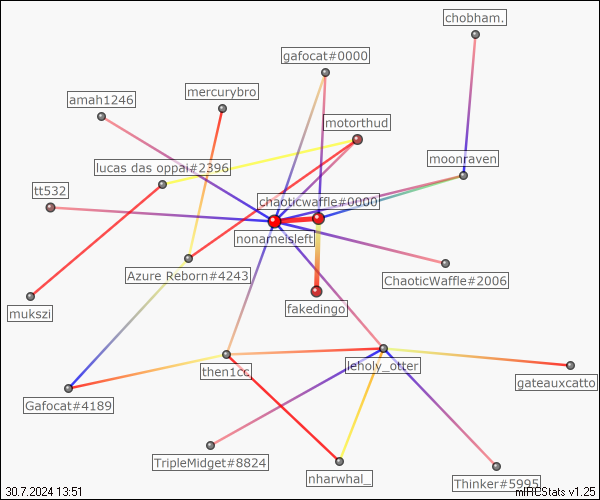 chobham.
gafocat#0000
mercurybro
amah1246
motorthud
moonraven
lucas das oppai#2396
tt532
chaoticwaffle#0000
nonameisleft
Azure Reborn#4243
ChaoticWaffle#2006
mukszi
fakedingo
then1cc
leholy_otter
gateauxcatto
Gafocat#4189
TripleMidget#8824
nharwhal_
Thinker#5995
30.7.2024 13:51
mIRCStats v1.25